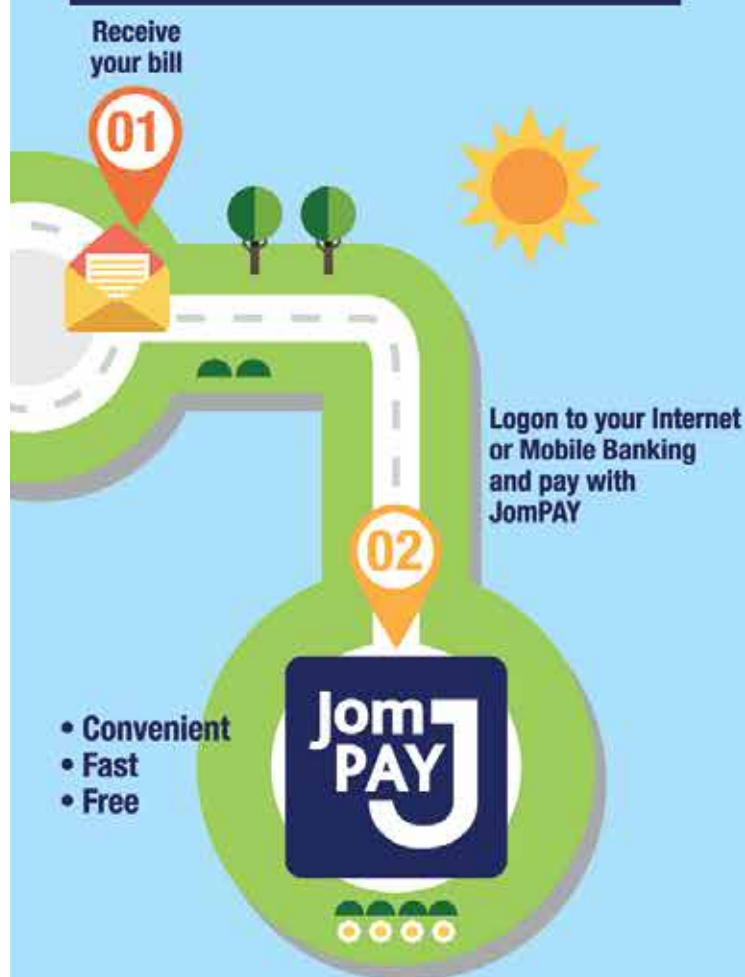 Receive
your bill
01
Logon to your Internet
or Mobile Banking
and pay with
JomPAY
02
Jom
PAY
J
• Convenient
• Fast
• Free